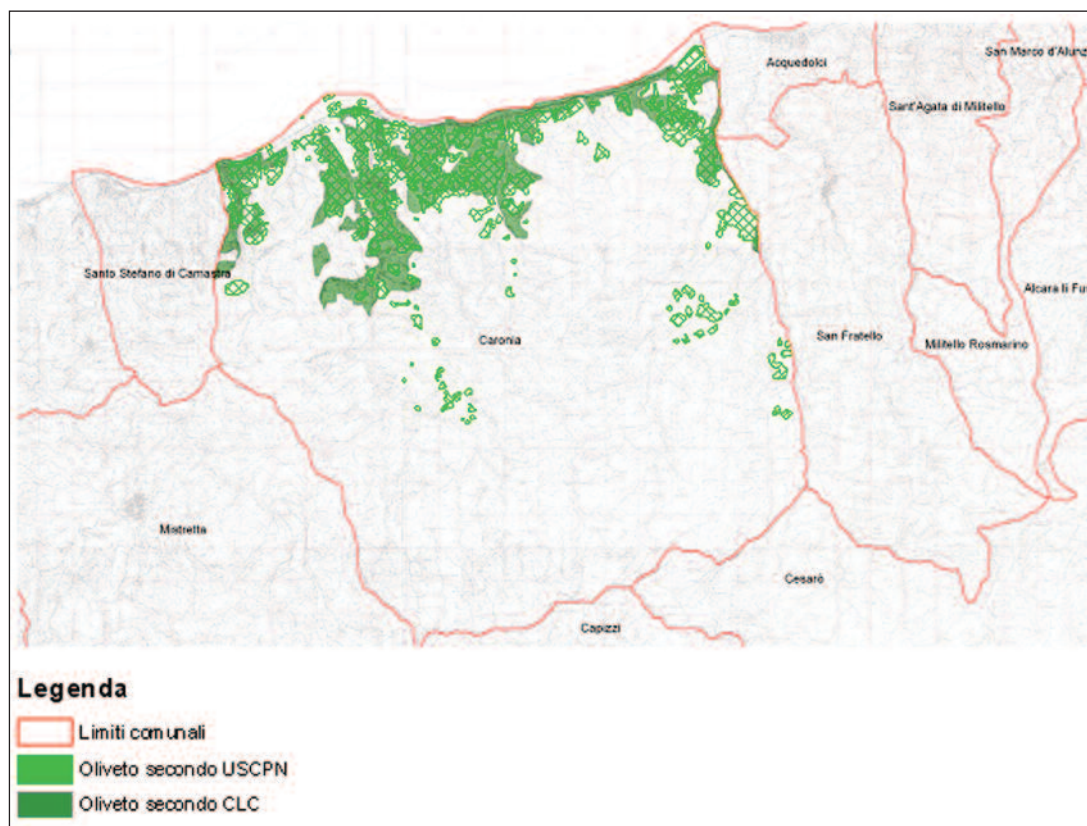 Acquedolci
San Marco d'Alunz
Sant'Agata di Militello
Santo Stefano di Camastra
Alcara li Fus
Caronia
San Fratello
Militello Rosmarino
Mistretta
Cesarò
Capizzi
Legenda
Limiti comunali
Oliveto secondo USCPN
Oliveto secondo CLC